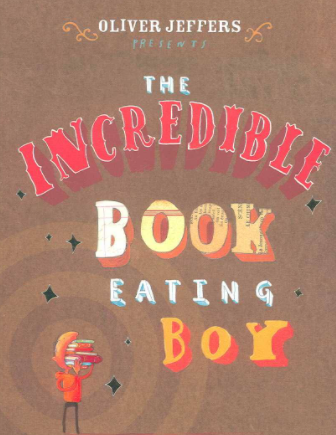 OLIVER JEFFERS
PRESENTS
THE
INCREDIBLE
BOOK
EATING
BOY